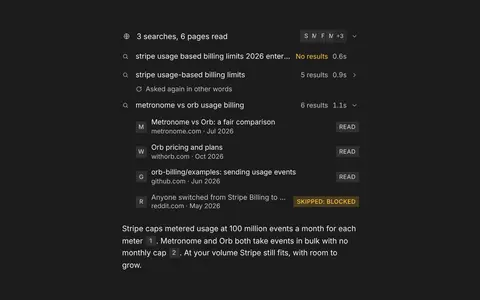 3 searches, 6 pages read S M F M +3
stripe usage based billing limits 2026 enter... No results 0.6s
stripe usage-based billing limits 5 results 0.9s
Asked again in other words
metronome vs orb usage billing 6 results 1.1s
M Metronome vs Orb: a fair comparison READ
metronome.com · Jul 2026
W Orb pricing and plans READ
withorb.com · Oct 2026
G orb-billing/examples: sending usage events READ
github.com · Jun 2026
R Anyone switched from Stripe Billing to ... SKIPPED: BLOCKED
reddit.com · May 2026
Stripe caps metered usage at 100 million events a month for each
meter 1 . Metronome and Orb both take events in bulk with no
monthly cap 2 . At your volume Stripe still fits, with room to
grow.